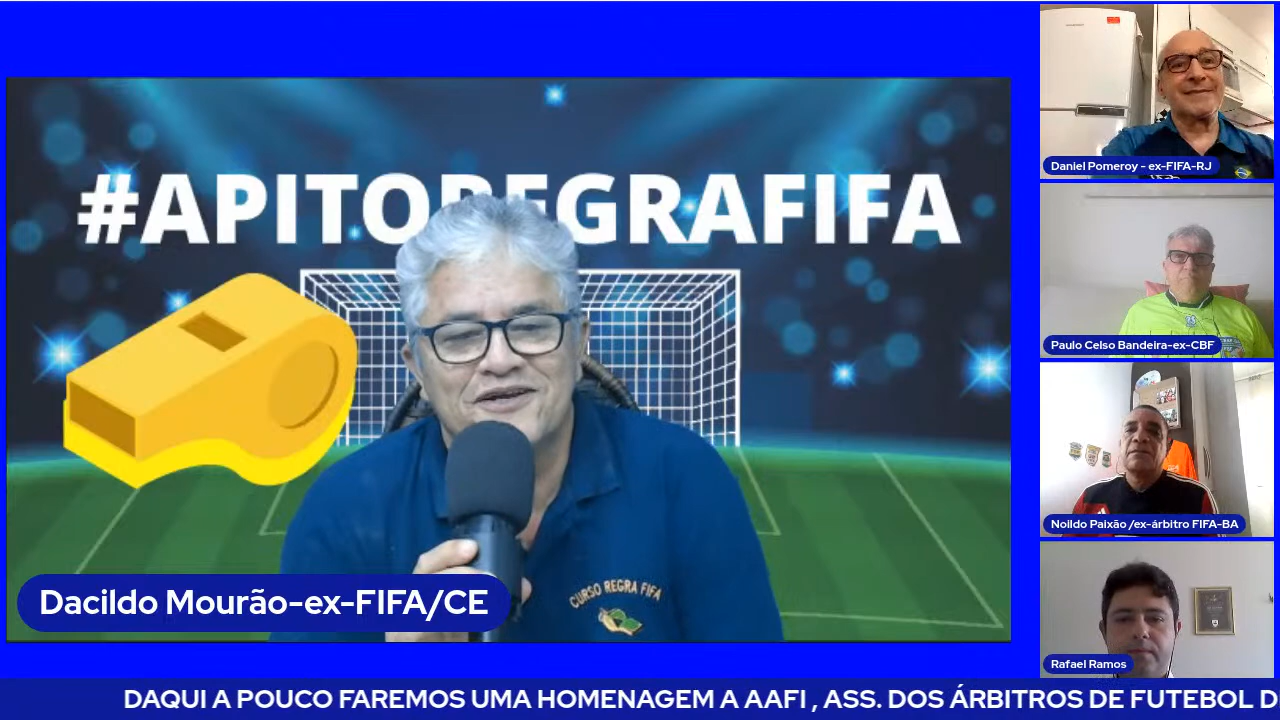 #APITOREGRAFIFA
CURSO REGRA FIFA
Dacildo Mourão-ex-FIFA/CE
Daniel Pomeroy - ex-FIFA-RJ
Paulo Celso Bandeira-ex-CBF
Noildo Paixão /ex-árbitro FIFA-BA
Rafael Ramos
DAQUI A POUCO FAREMOS UMA HOMENAGEM A AAFI , ASS. DOS ÁRBITROS DE FUTEBOL D